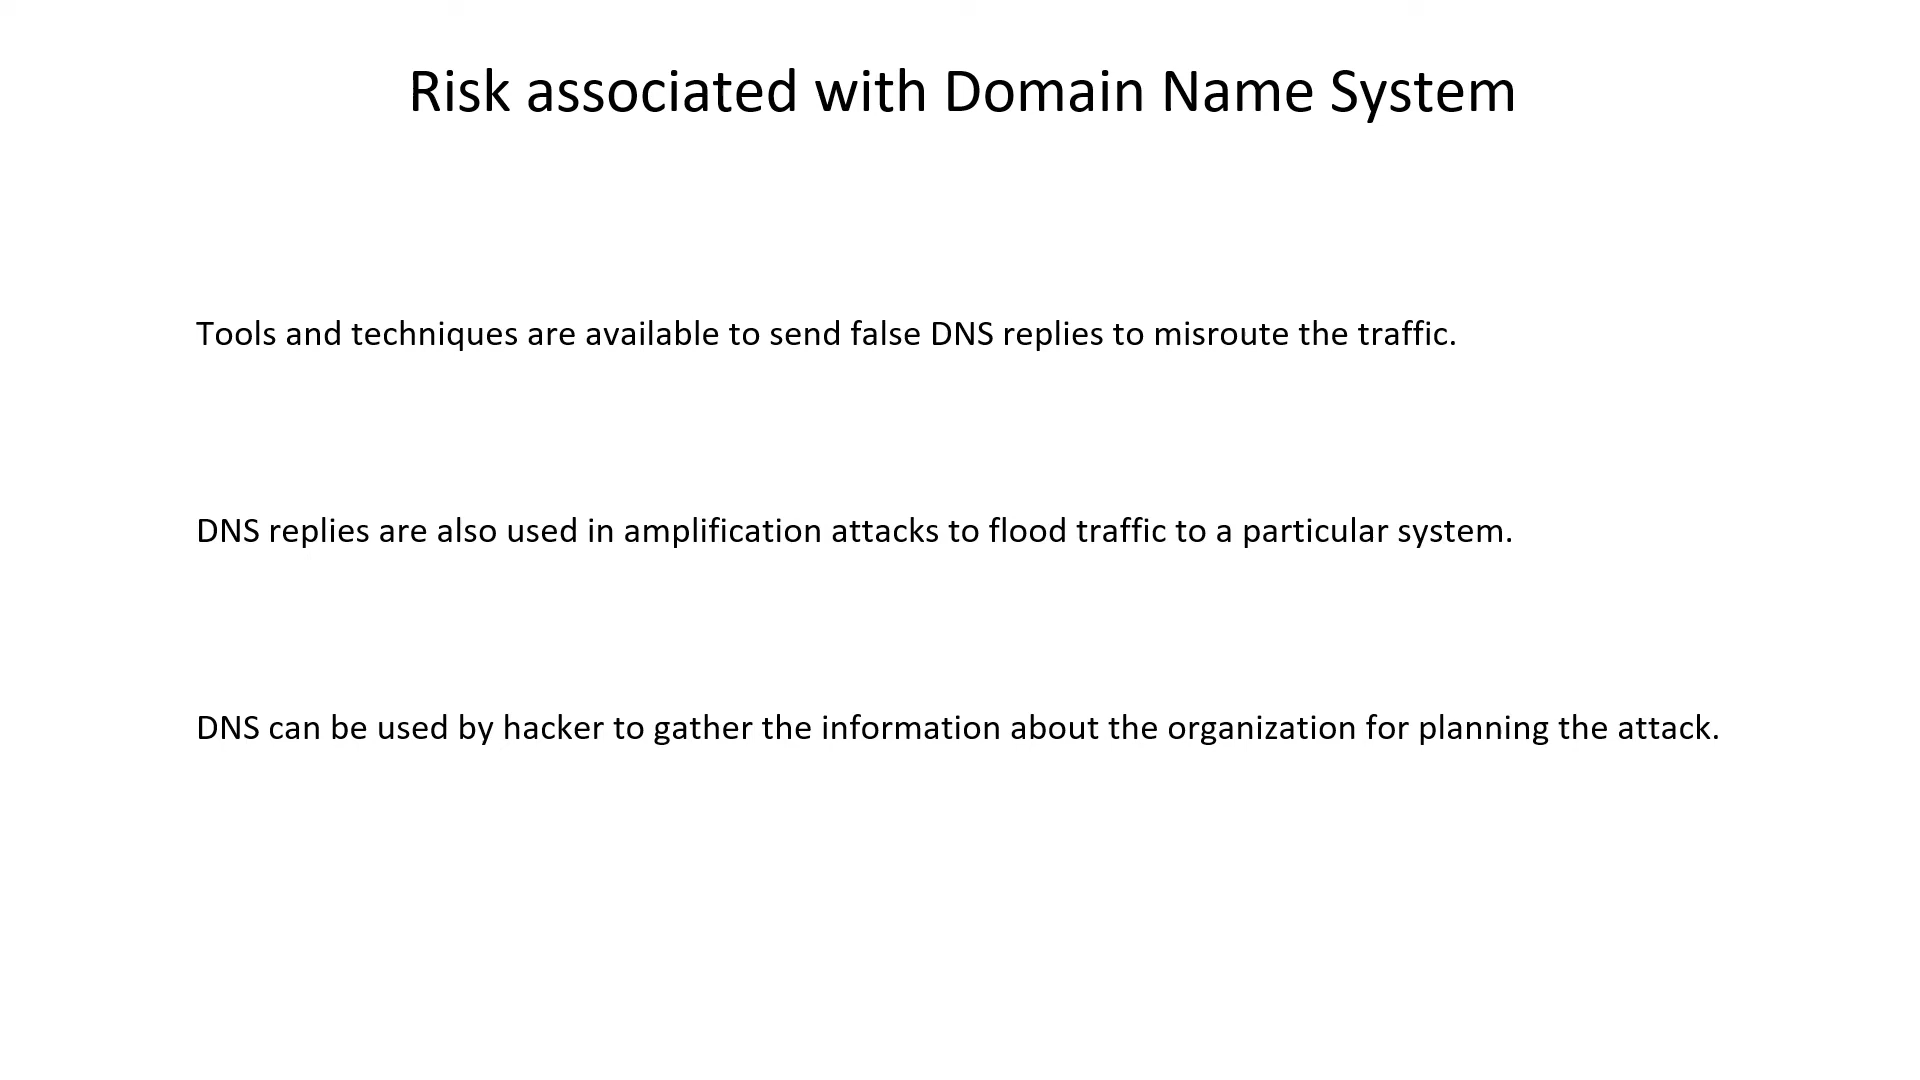 Risk associated with Domain Name System
Tools and techniques are available to send false DNS replies to misroute the traffic.
DNS replies are also used in amplification attacks to flood traffic to a particular system.
DNS can be used by hacker to gather the information about the organization for planning the attack.